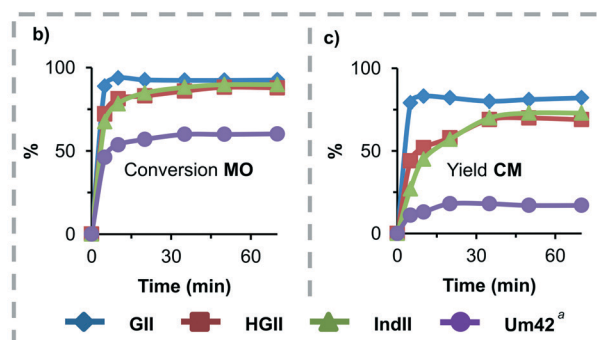 b)
100
50
0
%
Conversion MO
0
30
60
Time (min)
c)
100
50
0
%
Yield CM
0
30
60
Time (min)
GII
HGII
IndII
Um42 a